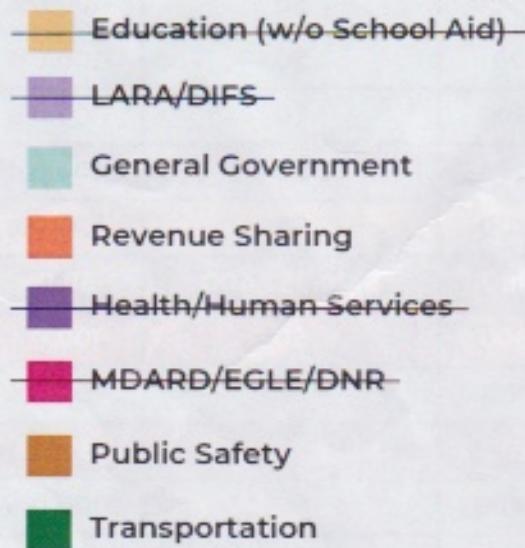 Education (w/o School Aid)
LARA/DIFS
General Government
Revenue Sharing
Health/Human Services
MDARD/EGLE/DNR
Public Safety
Transportation